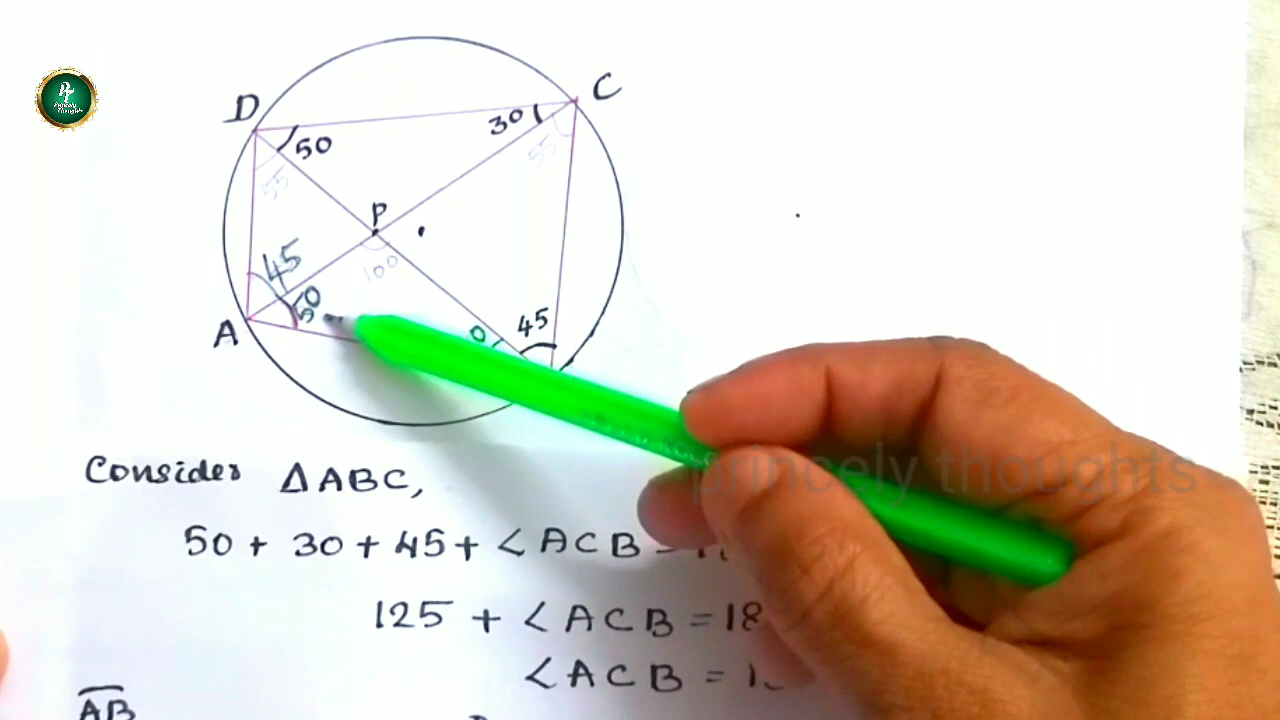 D
C
50
30
55
55
P
45
100
50
45
0
A
Consider ΔABC,
50 + 30 + 45 + ∠ACB =
125 + ∠ACB = 18
∠ACB = 1
AB
princely thoughts